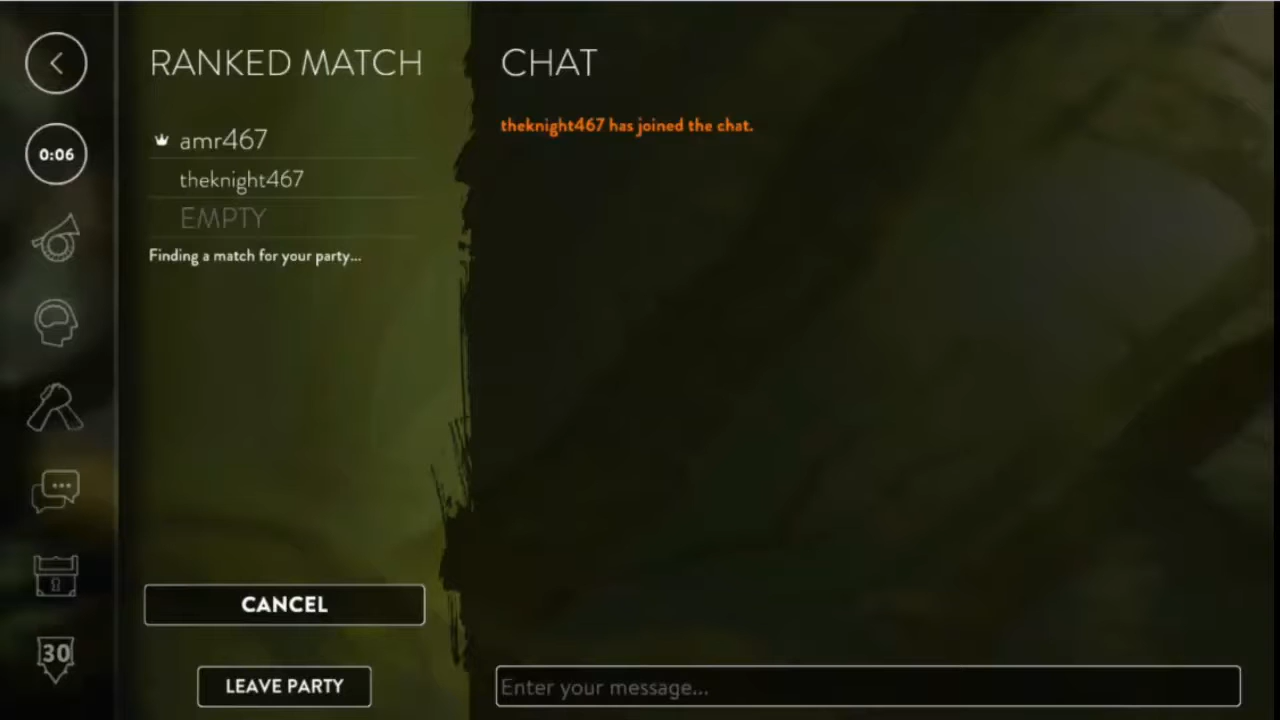 RANKED MATCH
amr467
theknight467
EMPTY
Finding a match for your party...
CANCEL
LEAVE PARTY
0:06
30
CHAT
theknight467 has joined the chat.
Enter your message...